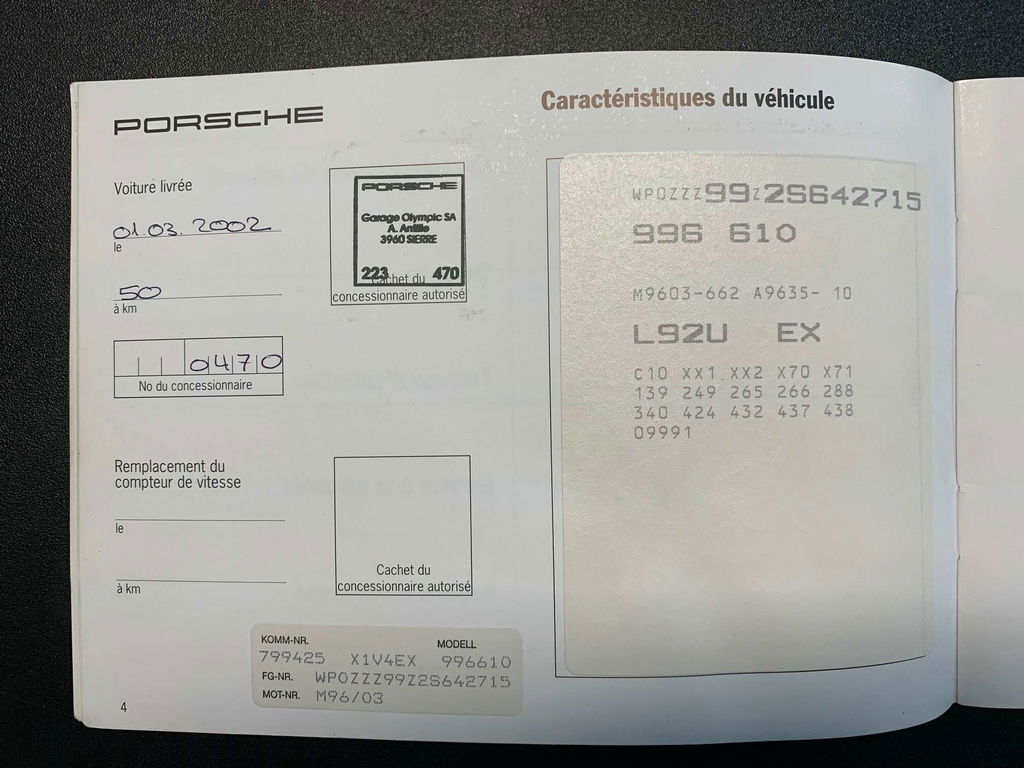 PORSCHE
Voiture livrée
01.03.2002
le
50
à km
0470
No du concessionnaire
PORSCHE
Garage Olympic SA
A. Antille
3960 SIERRE
223 470
Cachet du
concessionnaire autorisé
Remplacement du
compteur de vitesse
le
à km
Cachet du
concessionnaire autorisé
KOMM-NR. MODELL
799425 X1V4EX 996610
FG-NR. WP0ZZZ99Z2S642715
MOT-NR. M96/03
4
Caractéristiques du véhicule
WP0ZZZ99Z2S642715
996 610
M9603-662 A9635- 10
L92U EX
C10 XX1 XX2 X70 X71
139 249 265 266 288
340 424 432 437 438
09991